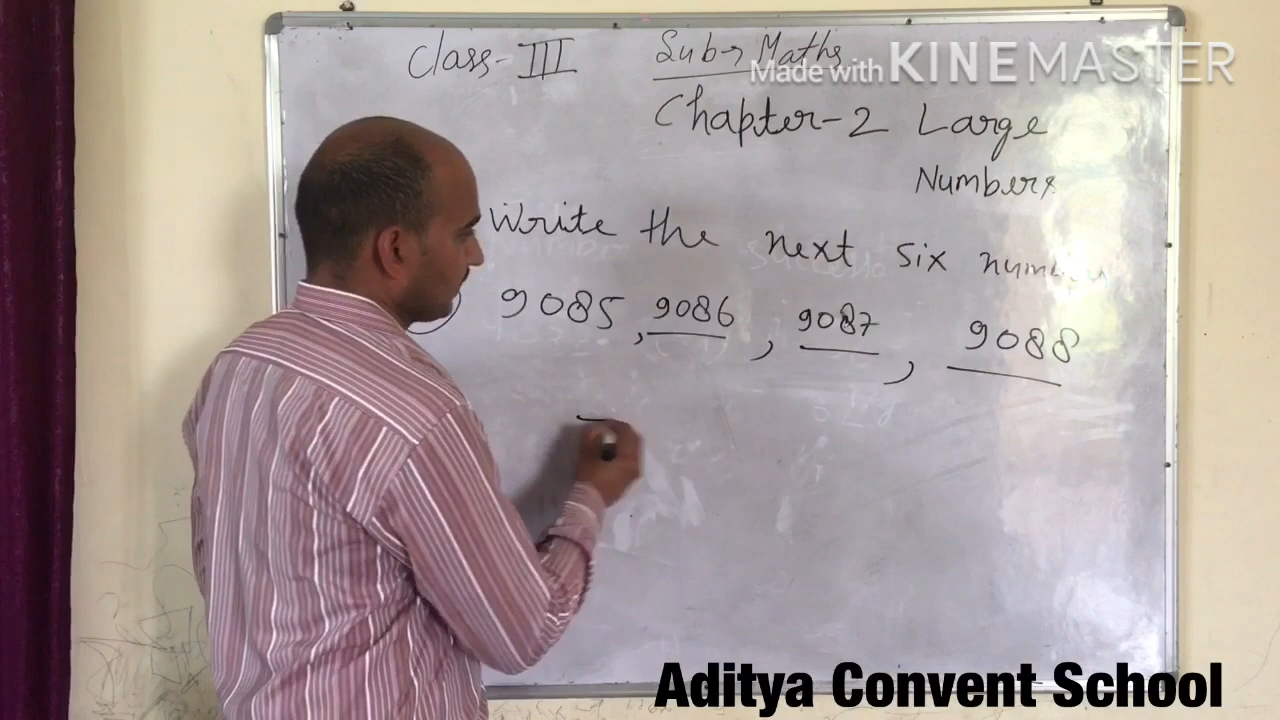 Class-III Sub→ Maths
Made with KINEMASTER
Chapter-2 Large
Numbers
Write the next six number
9085, 9086, 9087, 9088
Aditya Convent School